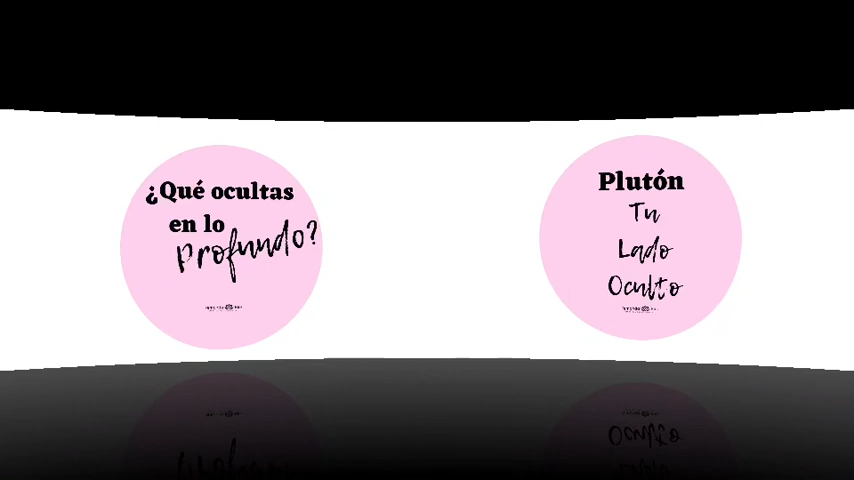 ¿Qué ocultas
en lo
profundo?
Plutón
Tu
Lado
Oculto